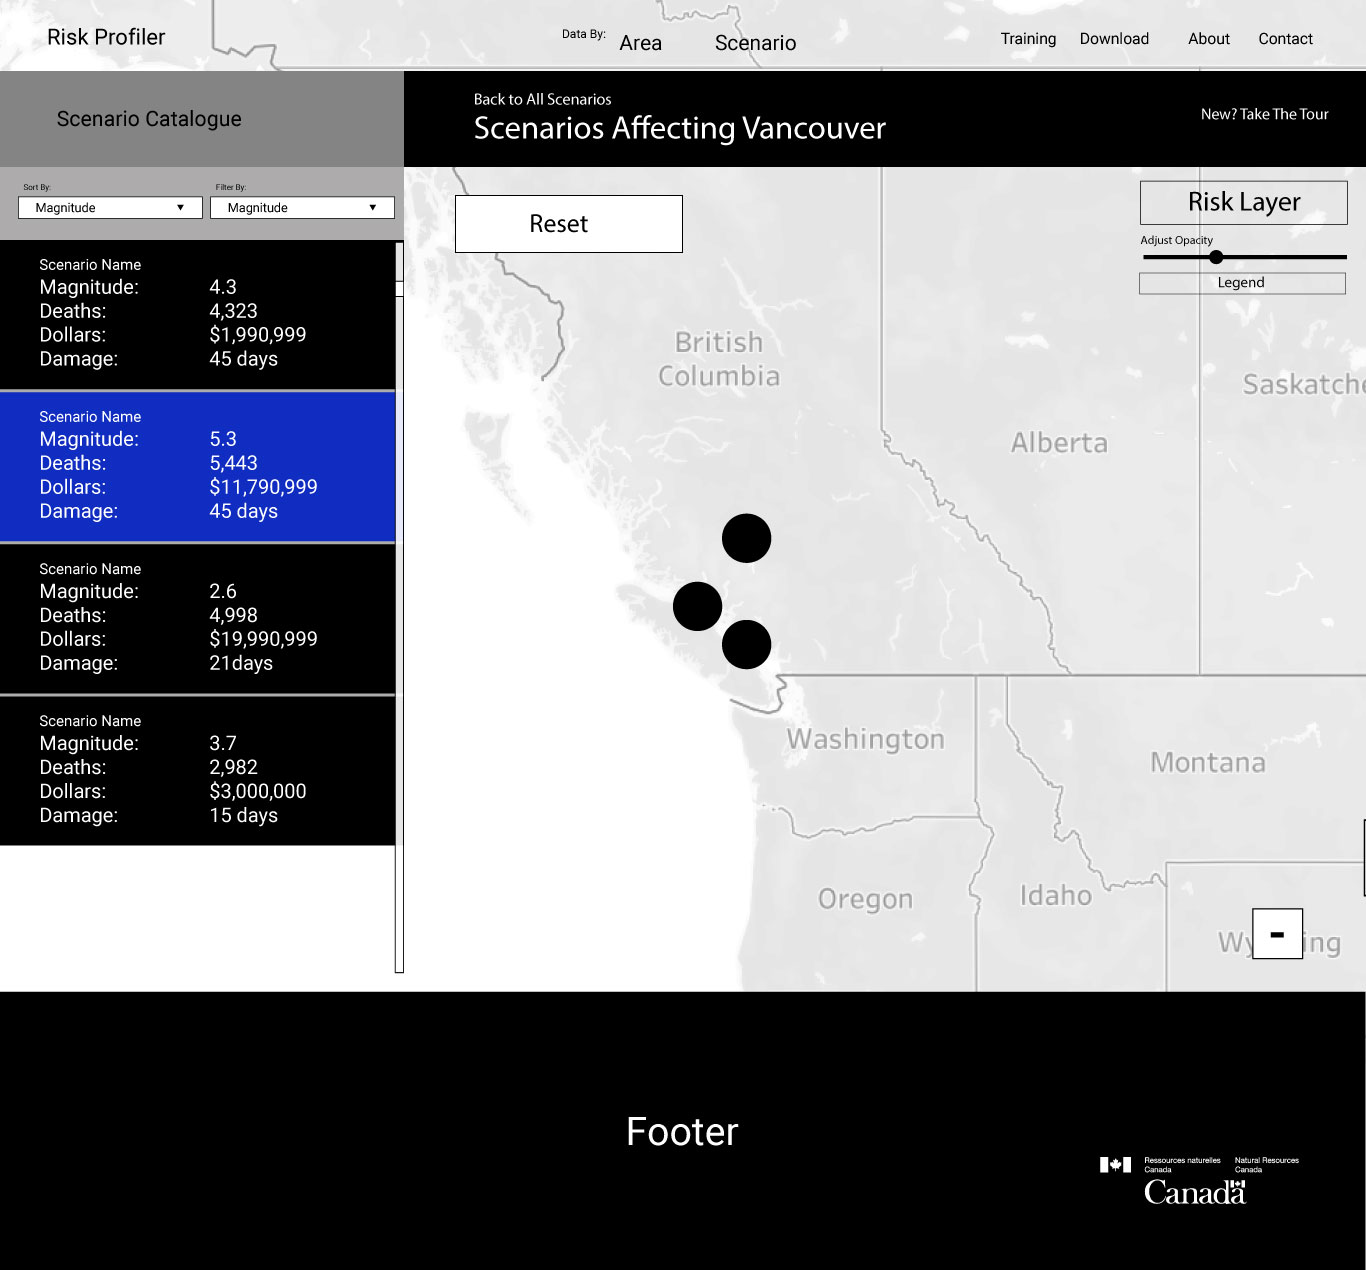 Risk Profiler
Data By:
Area
Scenario
Training
Download
About
Contact
Scenario Catalogue
Back to All Scenarios
Scenarios Affecting Vancouver
New? Take The Tour
Sort By:
Filter By:
Magnitude
Magnitude
Reset
Risk Layer
Adjust Opacity
Legend
Scenario Name
Magnitude: 4.3
Deaths: 4,323
Dollars: $1,990,999
Damage: 45 days
Scenario Name
Magnitude: 5.3
Deaths: 5,443
Dollars: $11,790,999
Damage: 45 days
Scenario Name
Magnitude: 2.6
Deaths: 4,998
Dollars: $19,990,999
Damage: 21days
Scenario Name
Magnitude: 3.7
Deaths: 2,982
Dollars: $3,000,000
Damage: 15 days
British
Columbia
Alberta
Saskatche
Washington
Montana
Oregon
Idaho
Wy ing
-
Footer
Ressources naturelles
Canada
Natural Resources
Canada
Canada